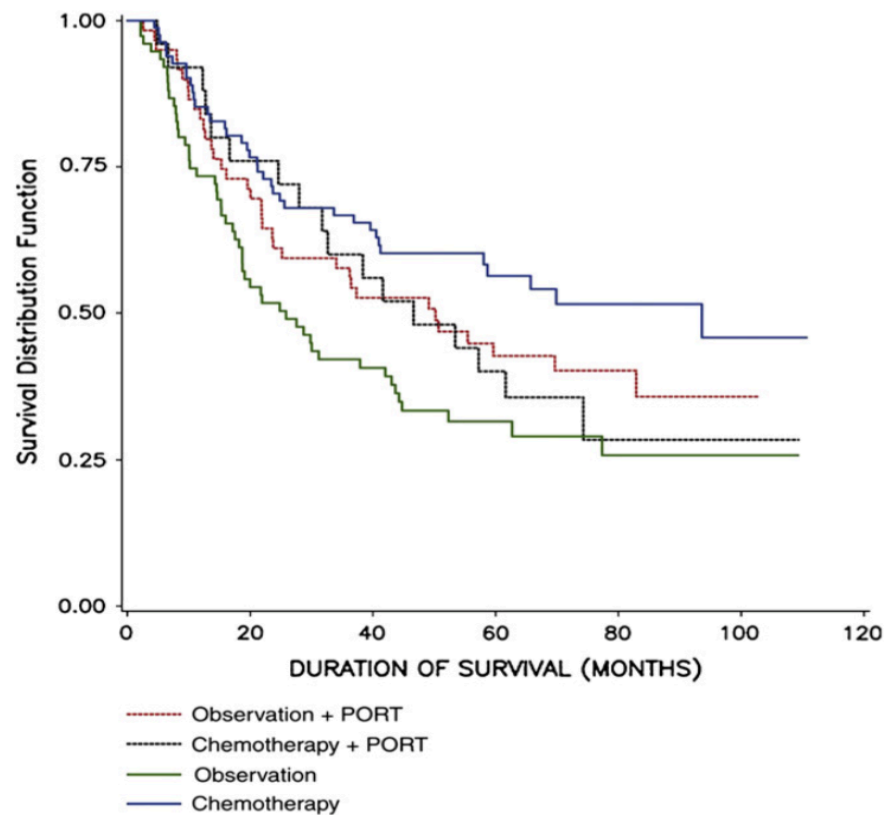 1.00
0.75
0.50
0.25
0.00
Survival Distribution Function
0 20 40 60 80 100 120
DURATION OF SURVIVAL (MONTHS)
Observation + PORT
Chemotherapy + PORT
Observation
Chemotherapy